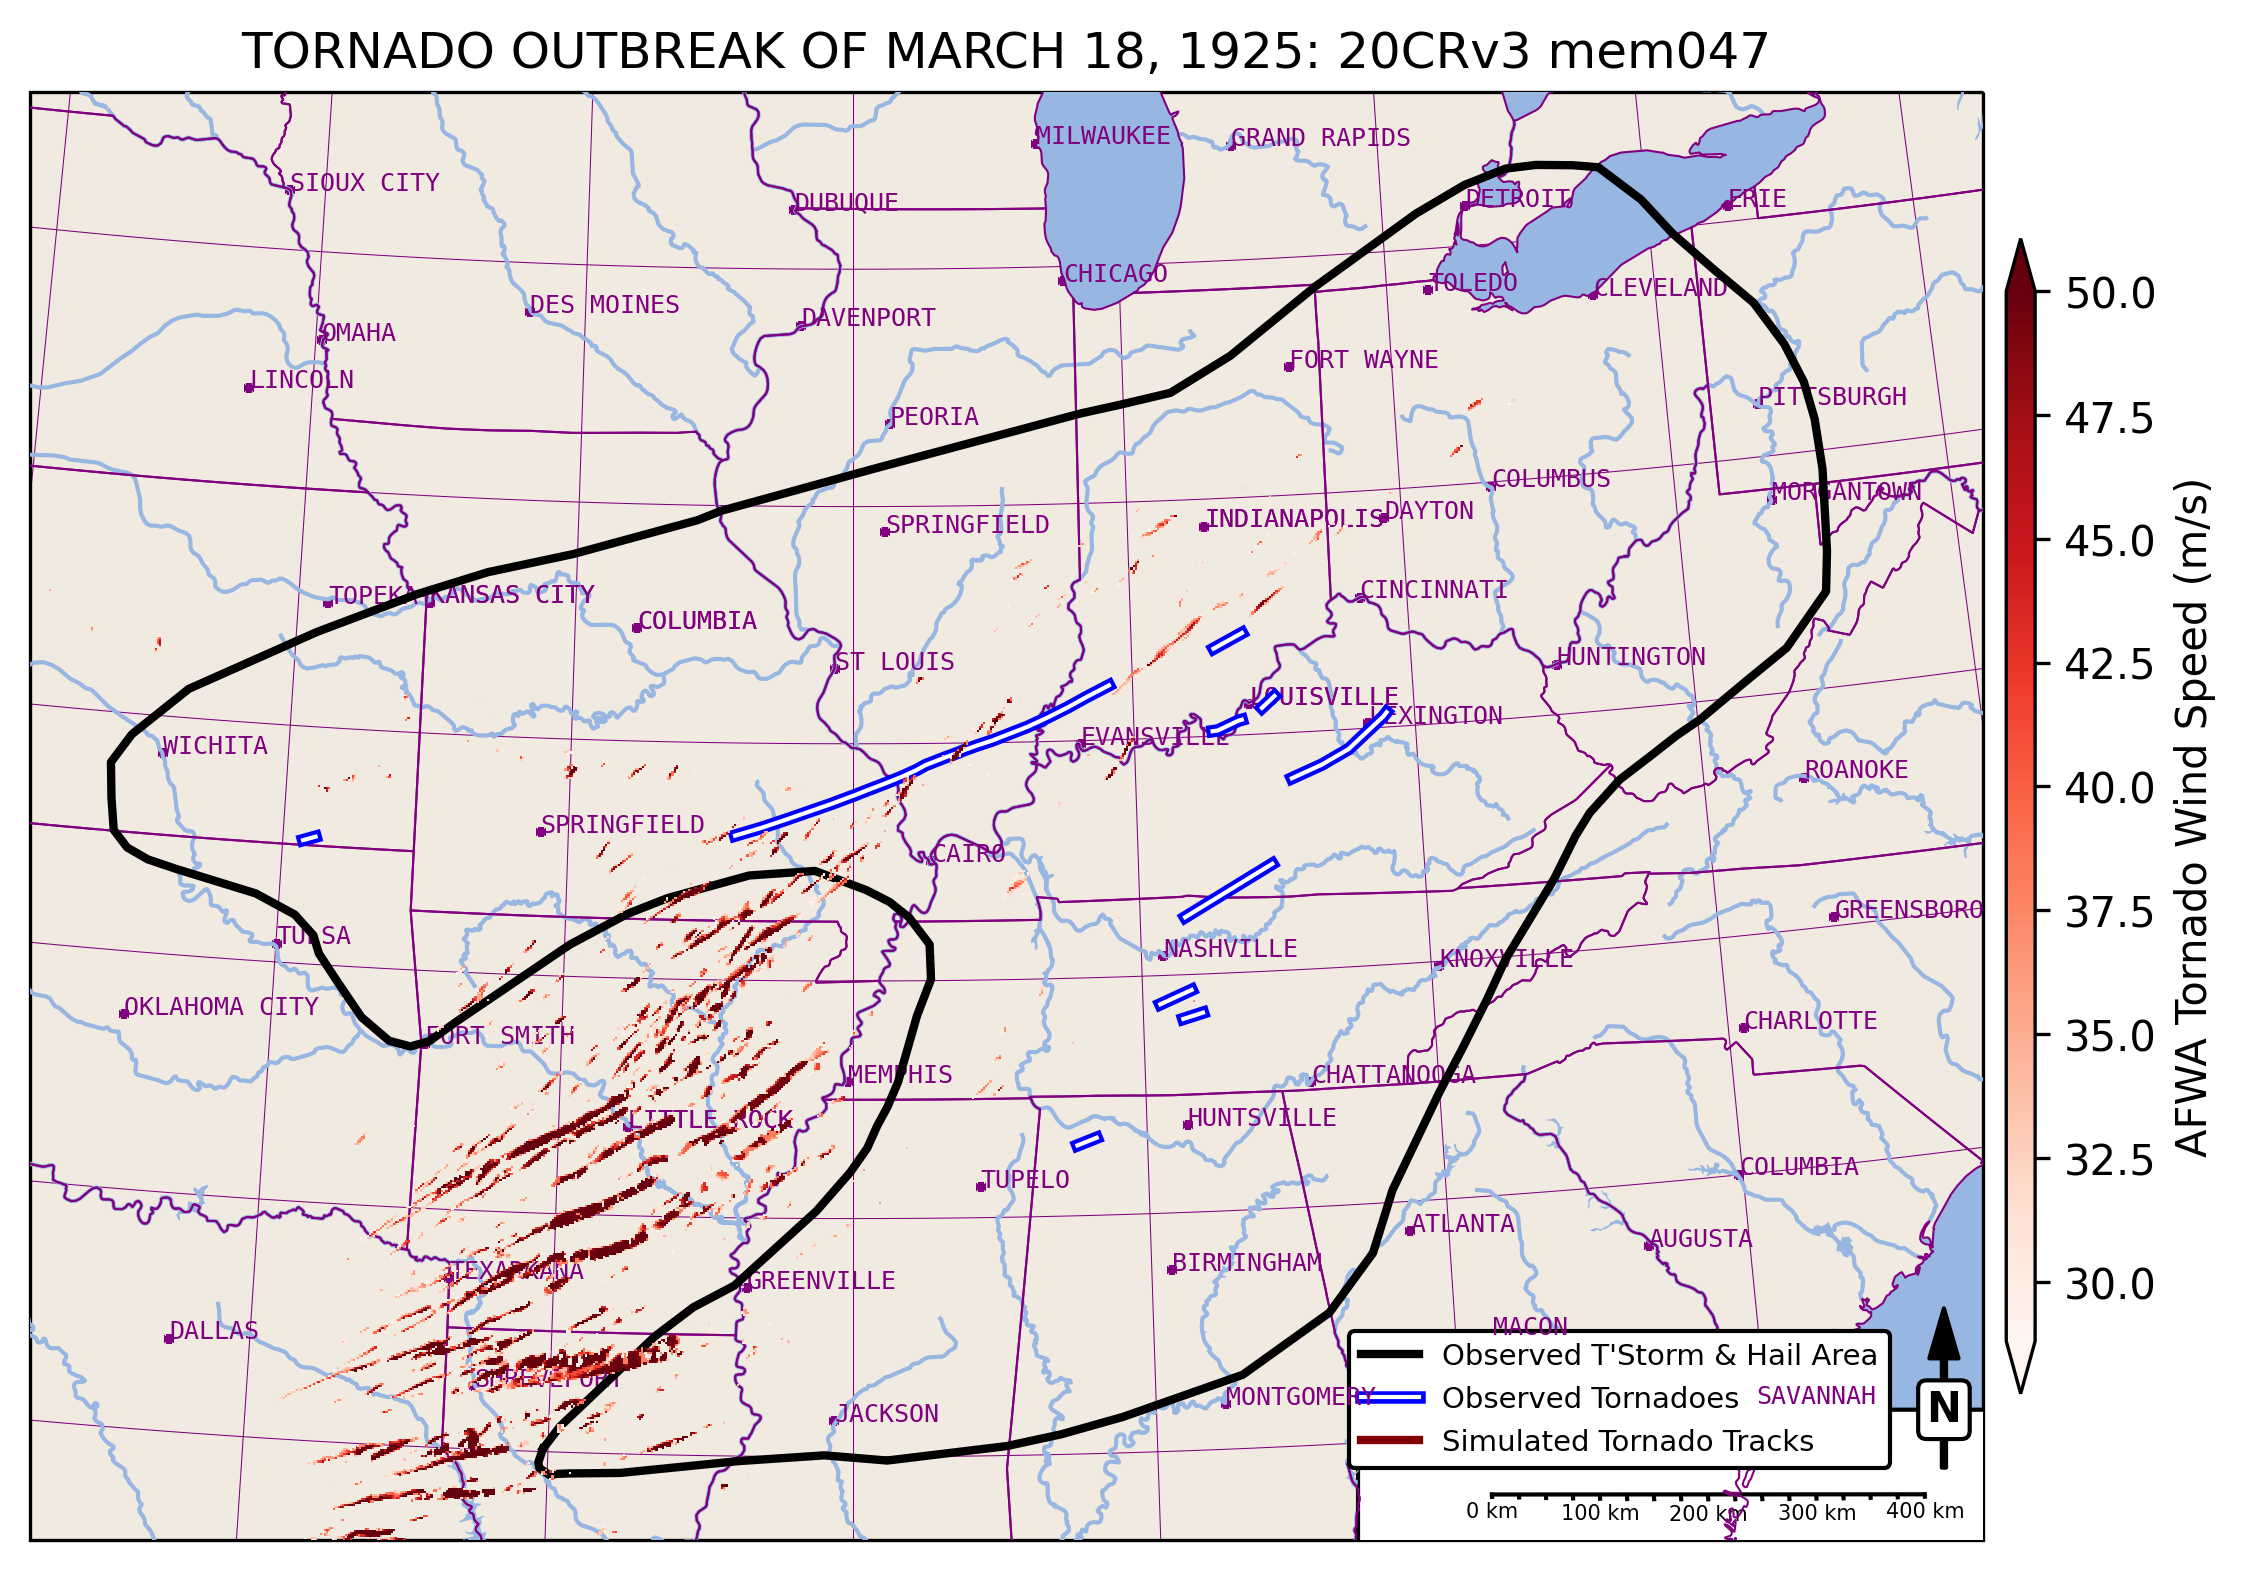 TORNADO OUTBREAK OF MARCH 18, 1925: 20CRv3 mem047
MILWAUKEE
GRAND RAPIDS
SIOUX CITY
DUBUQUE
DETROIT
ERIE
CHICAGO
TOLEDO
CLEVELAND
DES MOINES
DAVENPORT
OMAHA
FORT WAYNE
LINCOLN
PEORIA
PITTSBURGH
COLUMBUS
MORGANTOWN
SPRINGFIELD
INDIANAPOLIS
DAYTON
TOPEKA
KANSAS CITY
CINCINNATI
COLUMBIA
ST LOUIS
HUNTINGTON
LOUISVILLE
LEXINGTON
WICHITA
EVANSVILLE
ROANOKE
SPRINGFIELD
CAIRO
GREENSBORO
TULSA
NASHVILLE
KNOXVILLE
OKLAHOMA CITY
FORT SMITH
CHARLOTTE
MEMPHIS
CHATTANOOGA
LITTLE ROCK
HUNTSVILLE
TUPELO
COLUMBIA
ATLANTA
AUGUSTA
TEXARKANA
GREENVILLE
BIRMINGHAM
DALLAS
MACON
SHREVEPORT
JACKSON
MONTGOMERY
SAVANNAH
Observed T'Storm & Hail Area
Observed Tornadoes
Simulated Tornado Tracks
N
0 km
100 km
200 km
300 km
400 km
50.0
47.5
45.0
42.5
40.0
37.5
35.0
32.5
30.0
AFWA Tornado Wind Speed (m/s)